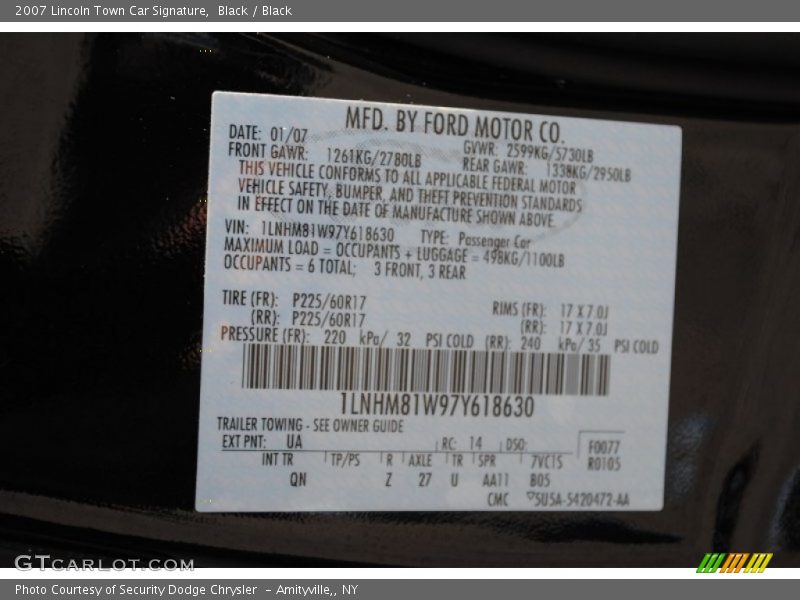 2007 Lincoln Town Car Signature, Black / Black
MFD. BY FORD MOTOR CO.
DATE: 01/07 GVWR: 2599KG/5730LB
FRONT GAWR: 1261KG/2780LB REAR GAWR: 1338KG/2950LB
THIS VEHICLE CONFORMS TO ALL APPLICABLE FEDERAL MOTOR
VEHICLE SAFETY, BUMPER, AND THEFT PREVENTION STANDARDS
IN EFFECT ON THE DATE OF MANUFACTURE SHOWN ABOVE
VIN: 1LNHM81W97Y618630 TYPE: Passenger Car
MAXIMUM LOAD = OCCUPANTS + LUGGAGE = 498KG/1100LB
OCCUPANTS = 6 TOTAL; 3 FRONT, 3 REAR
TIRE (FR): P225/60R17 RIMS (FR): 17 X 7.0J
(RR): P225/60R17 (RR): 17 X 7.0J
PRESSURE (FR): 220 kPa/ 32 PSI COLD (RR): 240 kPa/ 35 PSI COLD
1LNHM81W97Y618630
TRAILER TOWING - SEE OWNER GUIDE
EXT PNT: UA RC: 14 DSO: F0077
INT TR TP/PS R AXLE TR SPR 7VC1S R0105
QN Z 27 U AA11 B05
CMC 5U5A-5420472-AA
GTCARLOT.COM
Photo Courtesy of Security Dodge Chrysler - Amityville,, NY